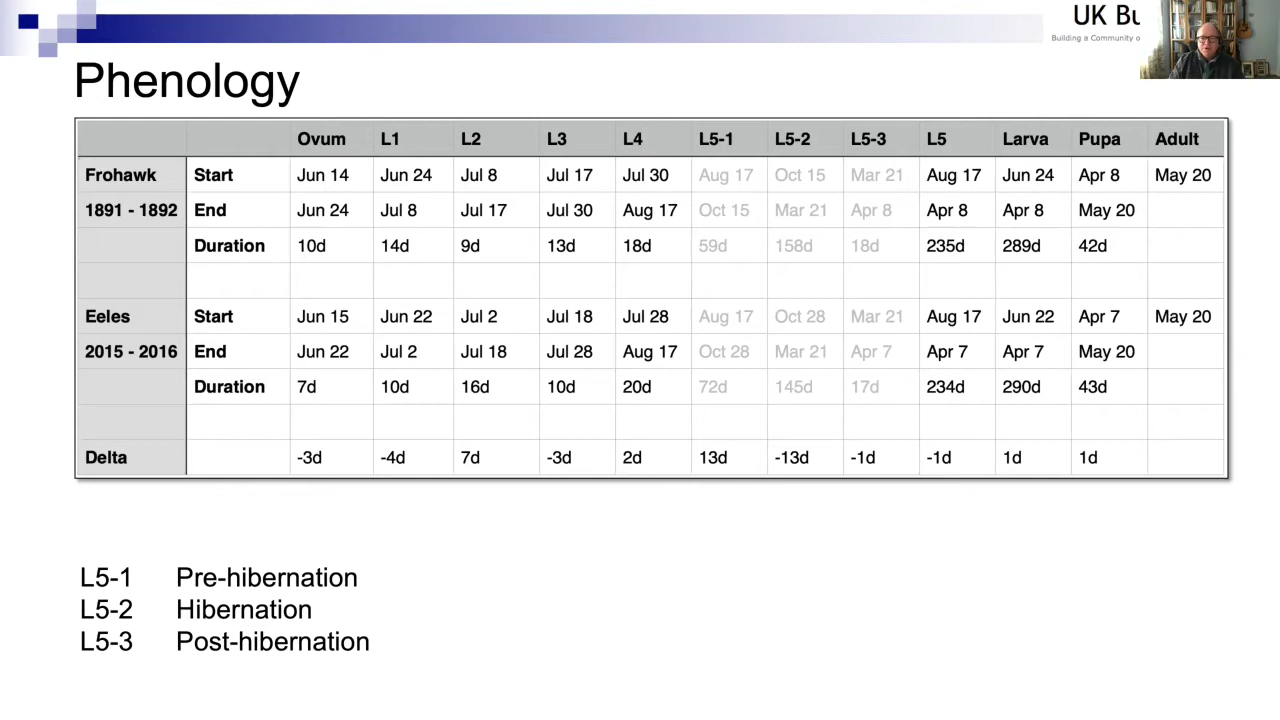 UK Bu
Building a Community o
Phenology
Ovum L1 L2 L3 L4 L5-1 L5-2 L5-3 L5 Larva Pupa Adult
Frohawk Start Jun 14 Jun 24 Jul 8 Jul 17 Jul 30 Aug 17 Oct 15 Mar 21 Aug 17 Jun 24 Apr 8 May 20
1891 - 1892 End Jun 24 Jul 8 Jul 17 Jul 30 Aug 17 Oct 15 Mar 21 Apr 8 Apr 8 Apr 8 May 20
Duration 10d 14d 9d 13d 18d 59d 158d 18d 235d 289d 42d
Eeles Start Jun 15 Jun 22 Jul 2 Jul 18 Jul 28 Aug 17 Oct 28 Mar 21 Aug 17 Jun 22 Apr 7 May 20
2015 - 2016 End Jun 22 Jul 2 Jul 18 Jul 28 Aug 17 Oct 28 Mar 21 Apr 7 Apr 7 Apr 7 May 20
Duration 7d 10d 16d 10d 20d 72d 145d 17d 234d 290d 43d
Delta -3d -4d 7d -3d 2d 13d -13d -1d -1d 1d 1d
L5-1 Pre-hibernation
L5-2 Hibernation
L5-3 Post-hibernation